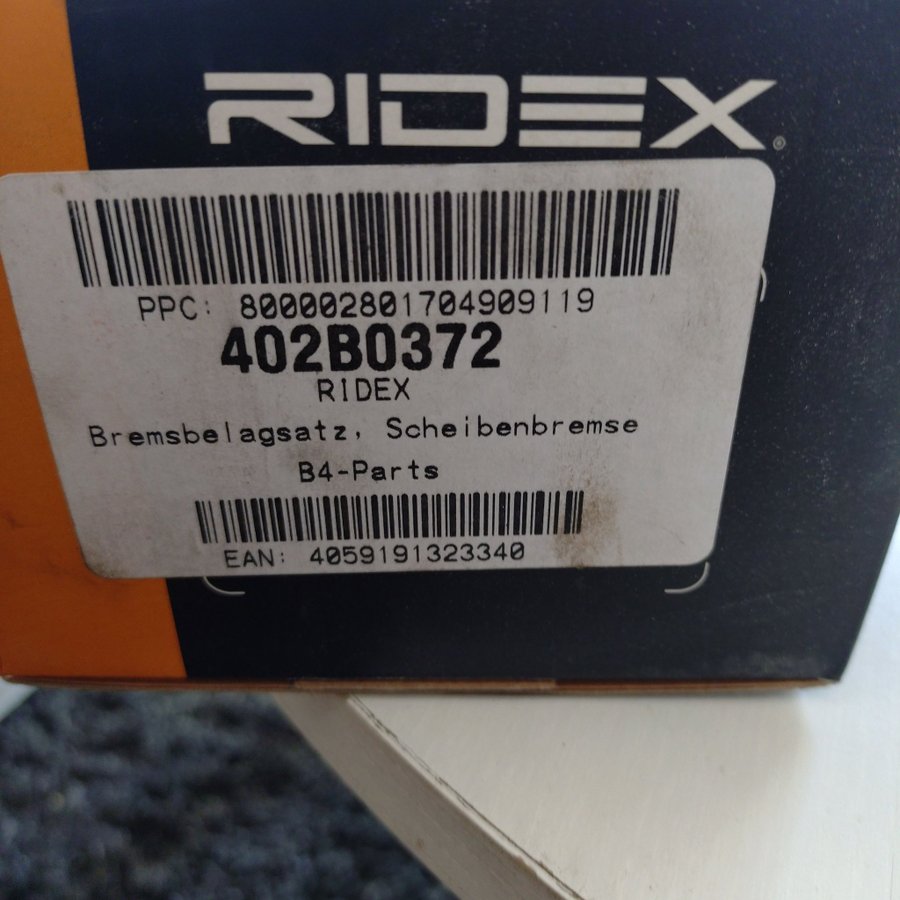 RIDEX®
PPC: 800002801704909119
402B0372
RIDEX
Bremsbelagsatz, Scheibenbremse
B4-Parts
EAN: 4059191323340